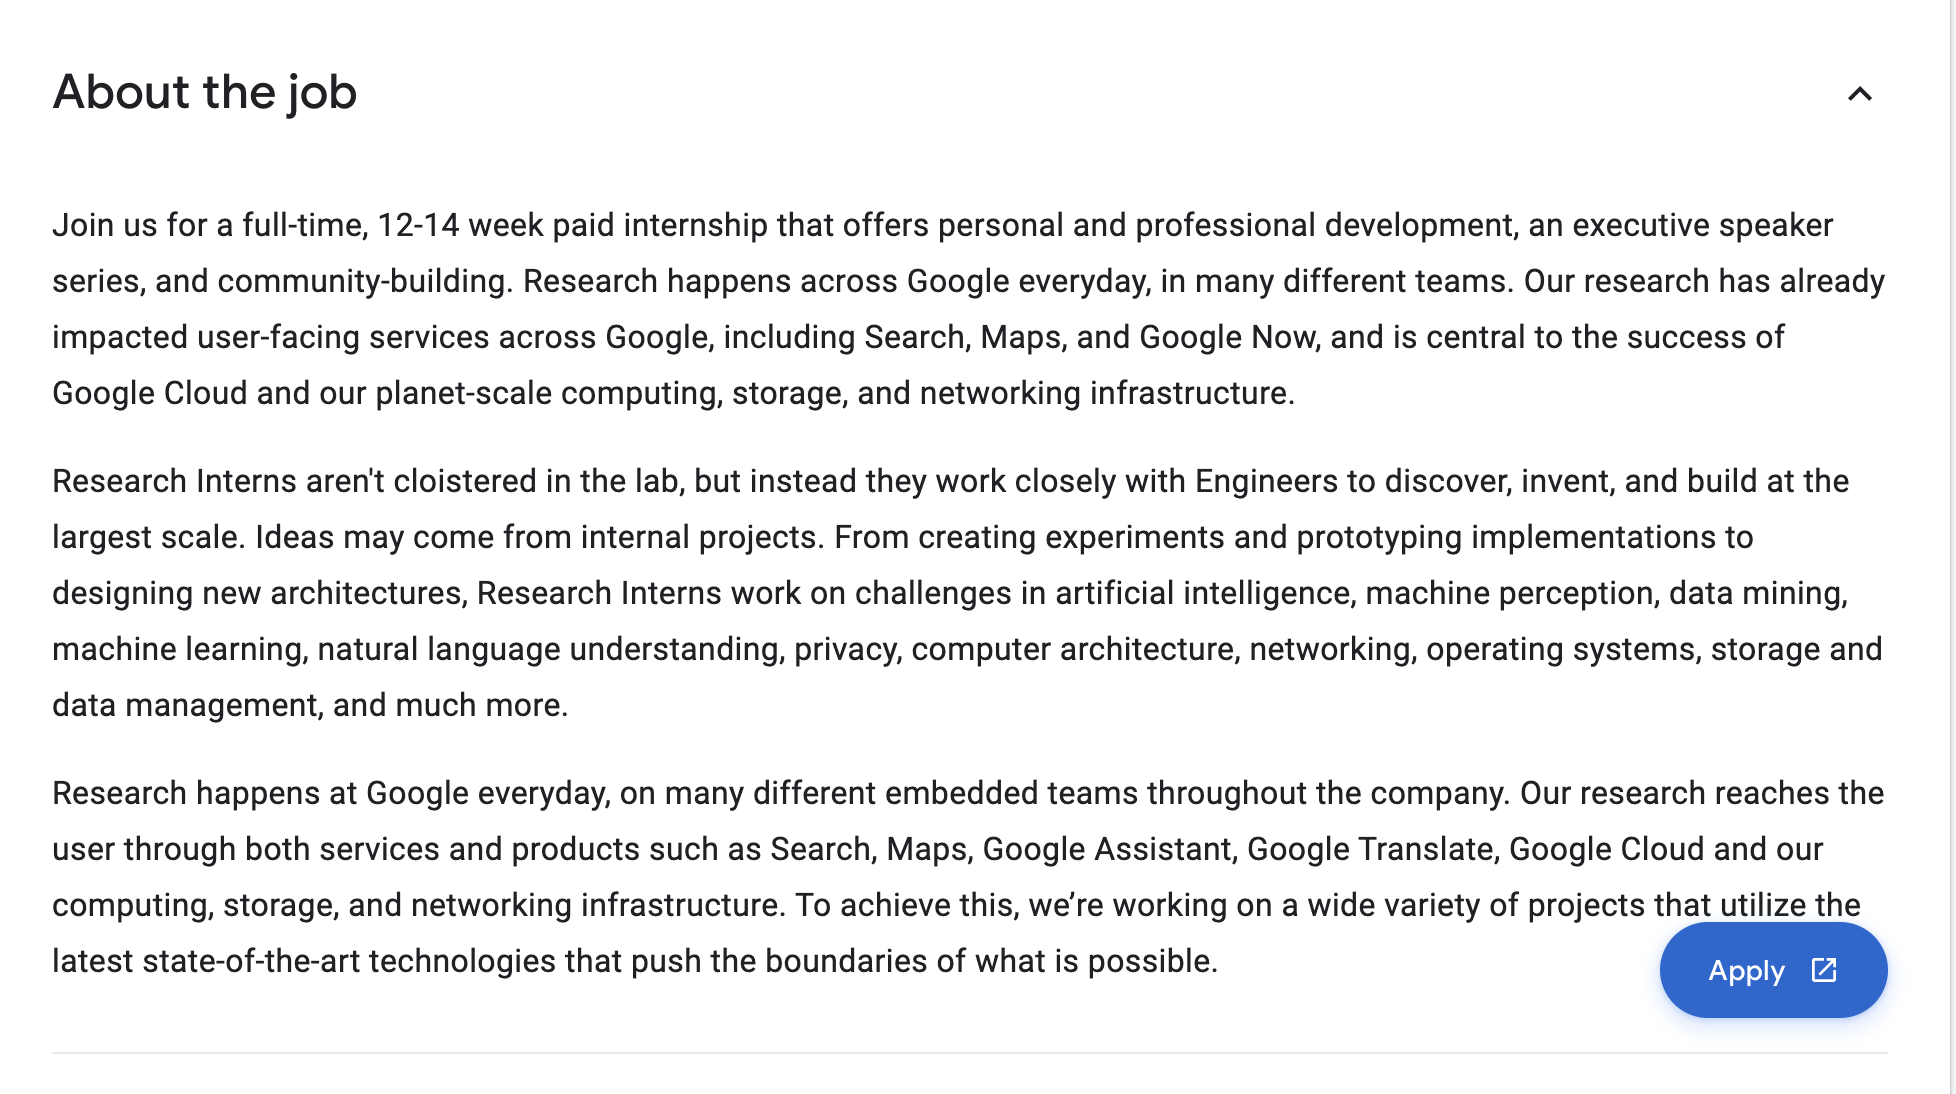 About the job
Join us for a full-time, 12-14 week paid internship that offers personal and professional development, an executive speaker
series, and community-building. Research happens across Google everyday, in many different teams. Our research has already
impacted user-facing services across Google, including Search, Maps, and Google Now, and is central to the success of
Google Cloud and our planet-scale computing, storage, and networking infrastructure.
Research Interns aren't cloistered in the lab, but instead they work closely with Engineers to discover, invent, and build at the
largest scale. Ideas may come from internal projects. From creating experiments and prototyping implementations to
designing new architectures, Research Interns work on challenges in artificial intelligence, machine perception, data mining,
machine learning, natural language understanding, privacy, computer architecture, networking, operating systems, storage and
data management, and much more.
Research happens at Google everyday, on many different embedded teams throughout the company. Our research reaches the
user through both services and products such as Search, Maps, Google Assistant, Google Translate, Google Cloud and our
computing, storage, and networking infrastructure. To achieve this, we’re working on a wide variety of projects that utilize the
latest state-of-the-art technologies that push the boundaries of what is possible.
Apply